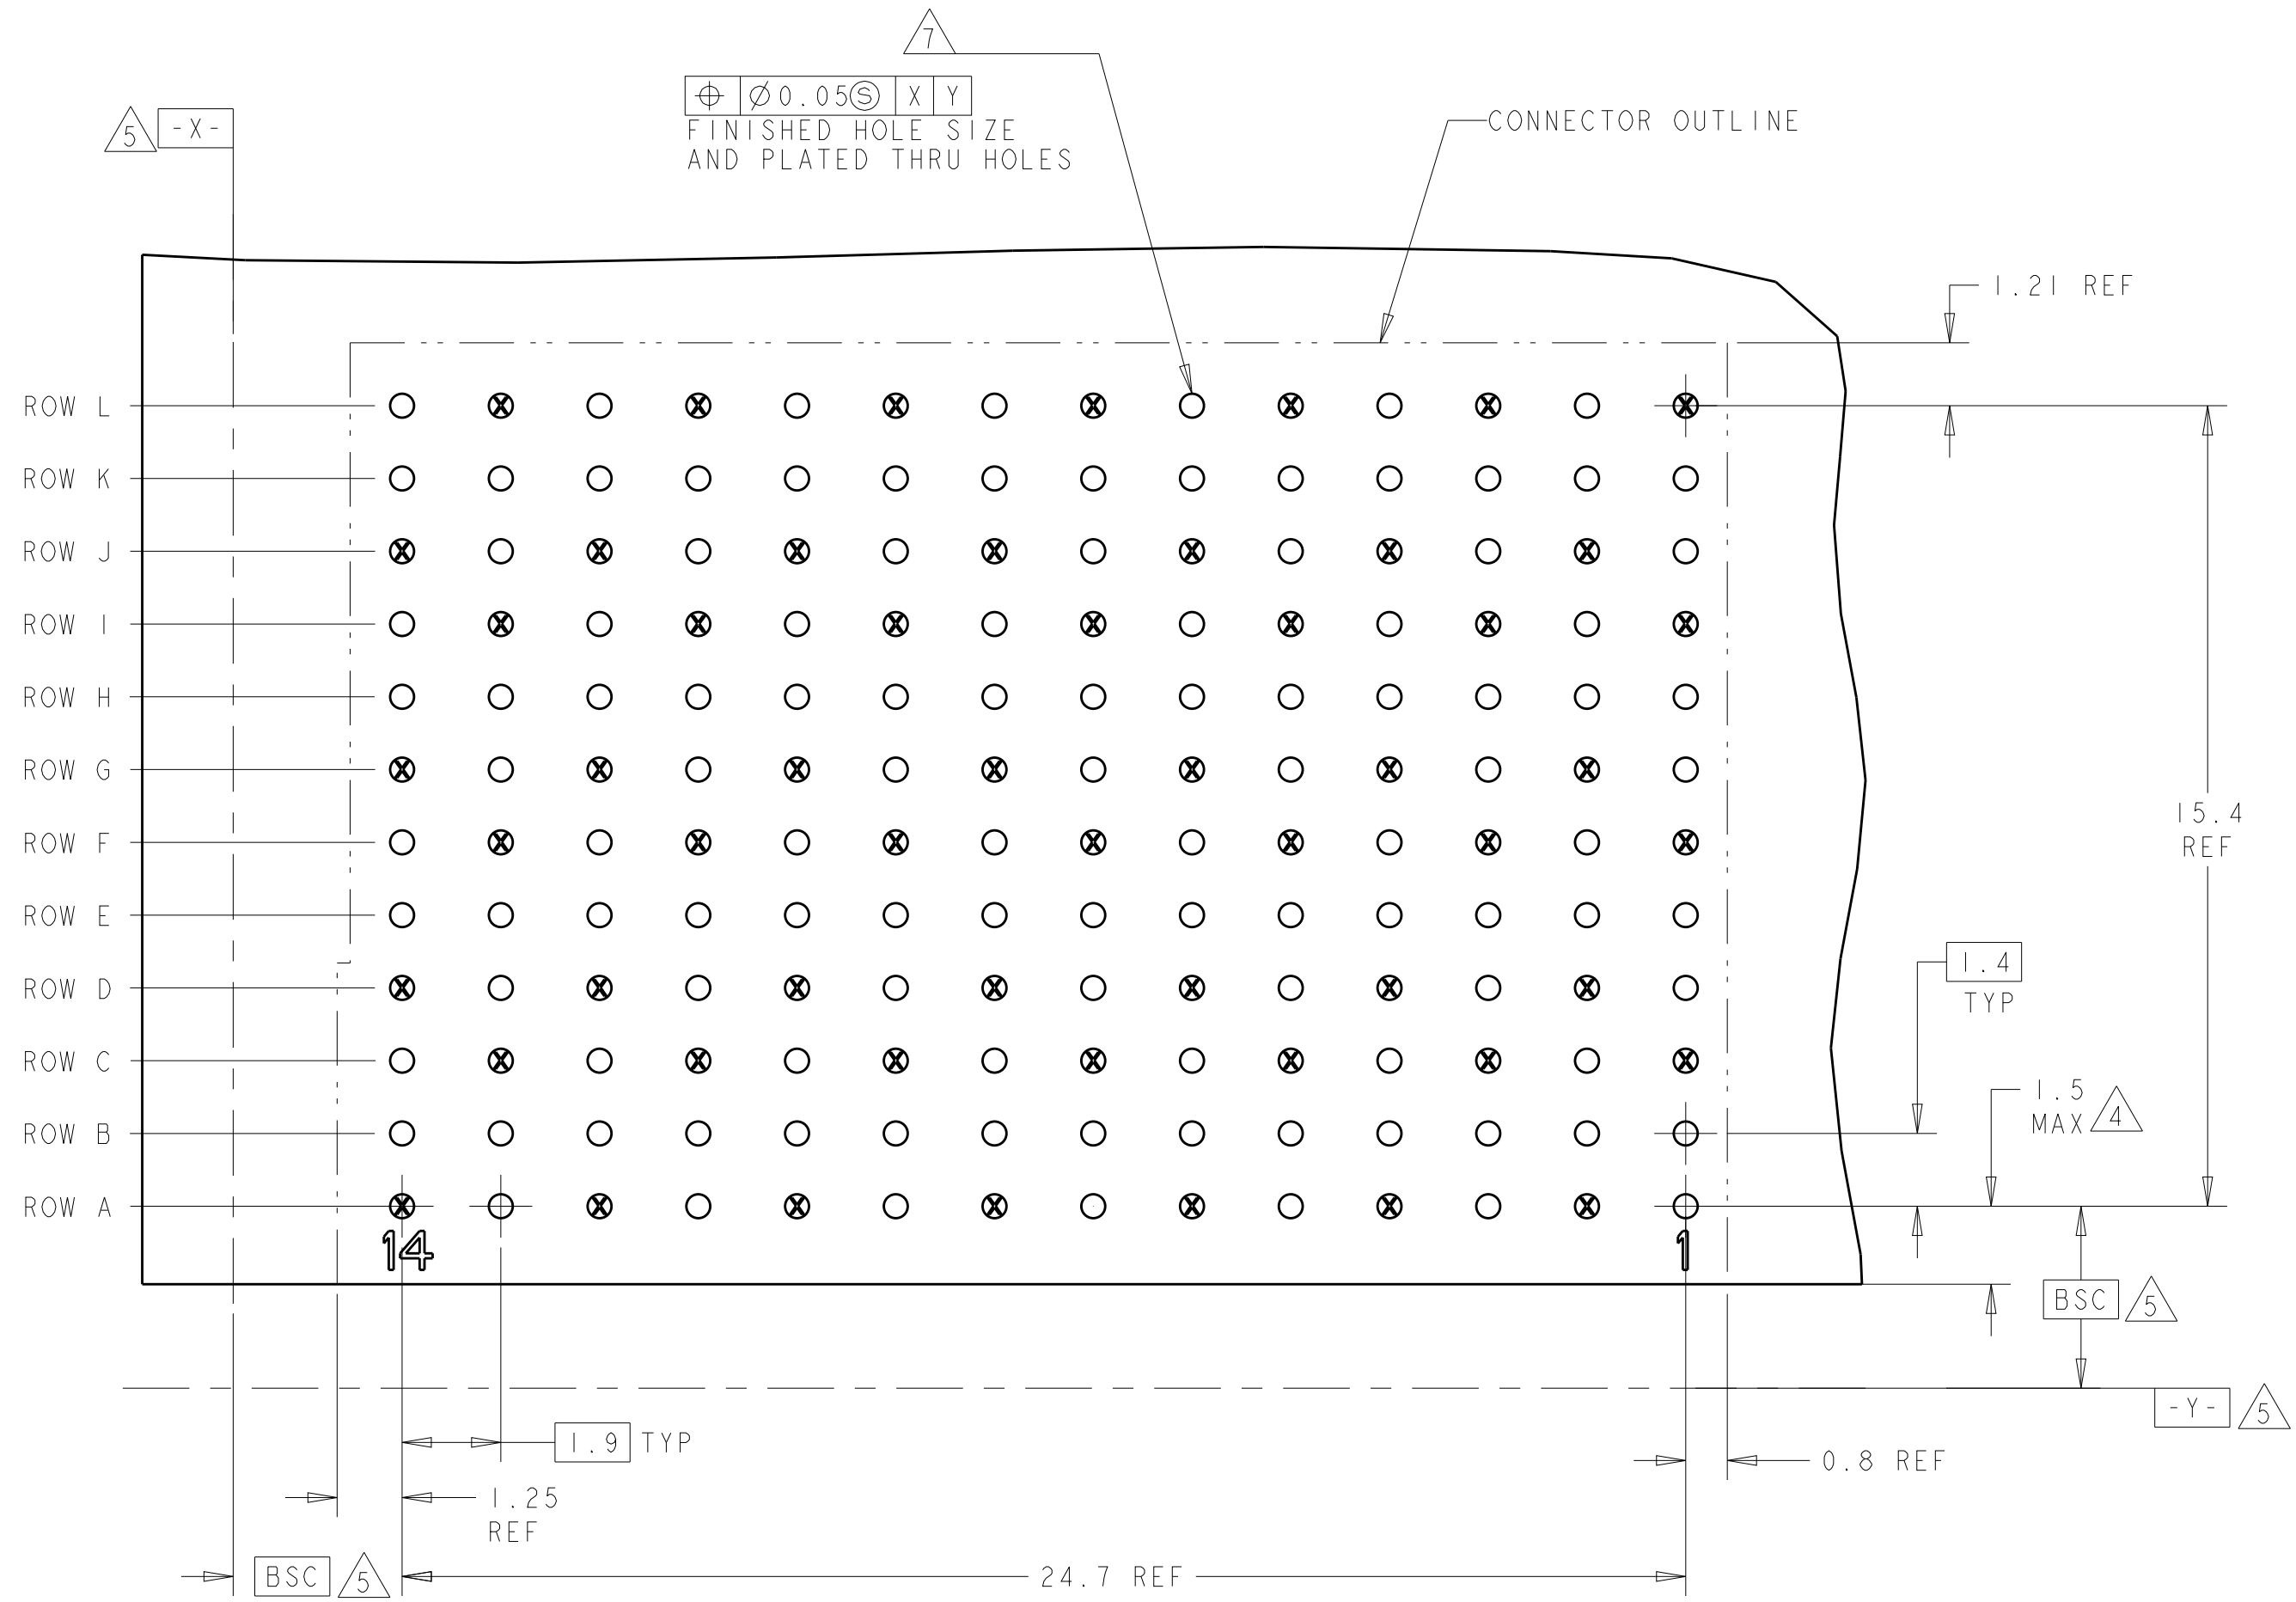 7
⌖ Ø0.05Ⓢ X Y
FINISHED HOLE SIZE
AND PLATED THRU HOLES
5 -X-
CONNECTOR OUTLINE
1.21 REF
ROW L
ROW K
ROW J
ROW I
ROW H
ROW G
ROW F
ROW E
ROW D
ROW C
ROW B
ROW A
15.4
REF
1.4
TYP
1.5
MAX 4
14
1
BSC 5
-Y- 5
1.9 TYP
0.8 REF
1.25
REF
BSC 5
24.7 REF